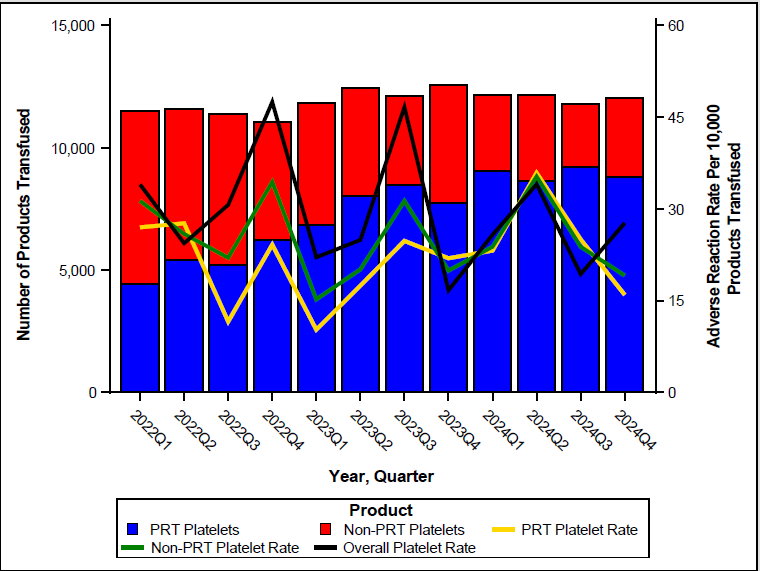 15,000
10,000
5,000
0
Number of Products Transfused
60
45
30
15
0
Adverse Reaction Rate Per 10,000
Products Transfused
2022Q1
2022Q2
2022Q3
2022Q4
2023Q1
2023Q2
2023Q3
2023Q4
2024Q1
2024Q2
2024Q3
2024Q4
Year, Quarter
Product
PRT Platelets Non-PRT Platelets PRT Platelet Rate
Non-PRT Platelet Rate Overall Platelet Rate